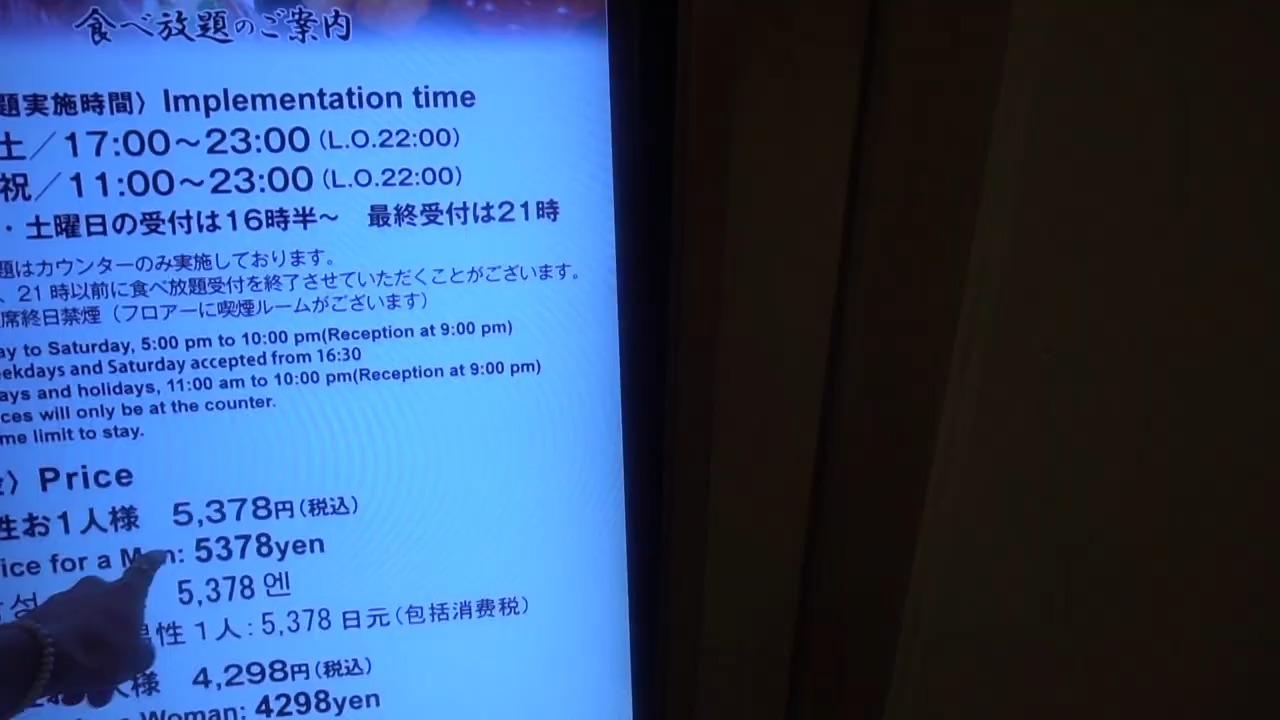 食べ放題のご案内
題実施時間〉 Implementation time
土／17:00～23:00 (L.O.22:00)
祝／11:00～23:00 (L.O.22:00)
・土曜日の受付は16時半～　最終受付は21時
題はカウンターのみ実施しております。
、21時以前に食べ放題受付を終了させていただくことがございます。
席終日禁煙（フロアーに喫煙ルームがございます）
ay to Saturday, 5:00 pm to 10:00 pm(Reception at 9:00 pm)
eekdays and Saturday accepted from 16:30
ays and holidays, 11:00 am to 10:00 pm(Reception at 9:00 pm)
ces will only be at the counter.
me limit to stay.
〉 Price
性お1人様　5,378円（税込）
ice for a M n: 5378yen
성 5,378 엔
男性 1人：5,378 日元（包括消费税）
人様　4,298円（税込）
Woman: 4298yen